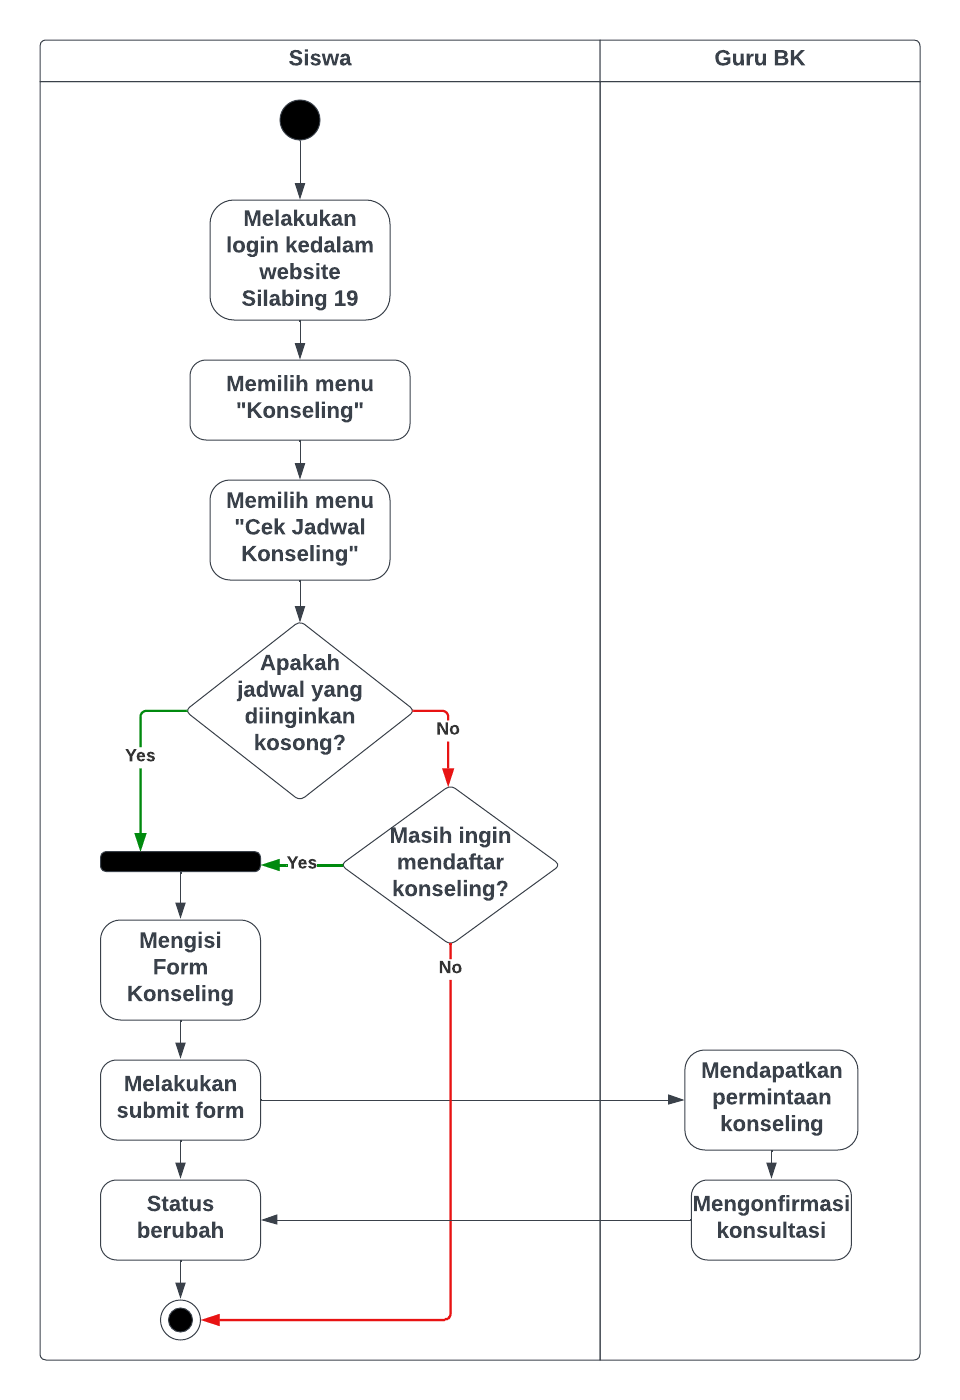 Siswa
Guru BK
Melakukan
login kedalam
website
Silabing 19
Memilih menu
"Konseling"
Memilih menu
"Cek Jadwal
Konseling"
Apakah
jadwal yang
diinginkan
kosong?
No
Yes
Masih ingin
mendaftar
konseling?
Yes
No
Mengisi
Form
Konseling
Melakukan
submit form
Mendapatkan
permintaan
konseling
Mengonfirmasi
konsultasi
Status
berubah